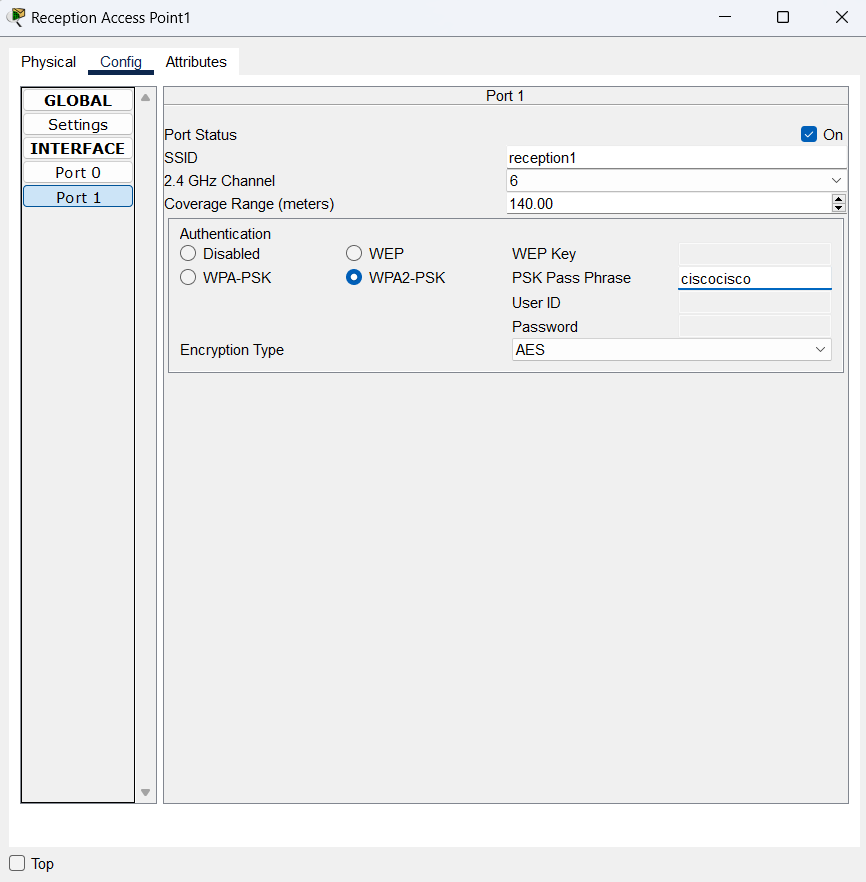 Reception Access Point1
Physical Config Attributes
GLOBAL
Settings
INTERFACE
Port 0
Port 1
Port 1
Port Status On
SSID reception1
2.4 GHz Channel 6
Coverage Range (meters) 140.00
Authentication
Disabled WEP WEP Key
WPA-PSK WPA2-PSK PSK Pass Phrase ciscocisco
User ID
Password
Encryption Type AES
Top